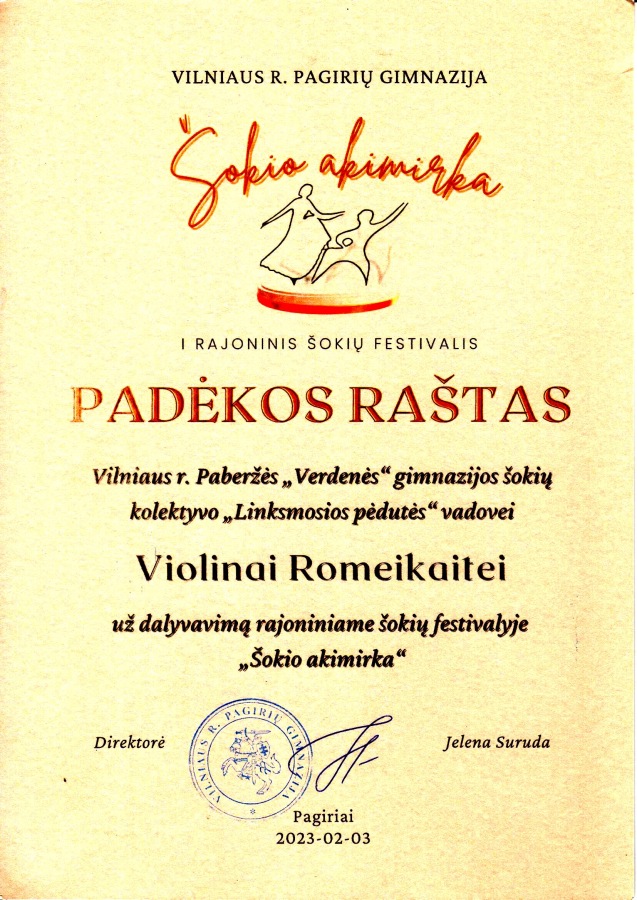 VILNIAUS R. PAGIRIŲ GIMNAZIJA
Šokio akimirka
I RAJONINIS ŠOKIŲ FESTIVALIS
PADĖKOS RAŠTAS
Vilniaus r. Paberžės „Verdenės“ gimnazijos šokių
kolektyvo „Linksmosios pėdutės“ vadovei
Violinai Romeikaitei
už dalyvavimą rajoniniame šokių festivalyje
„Šokio akimirka“
Direktorė
VILNIAUS R. PAGIRIŲ GIMNAZIJA
Jelena Suruda
Pagiriai
2023-02-03